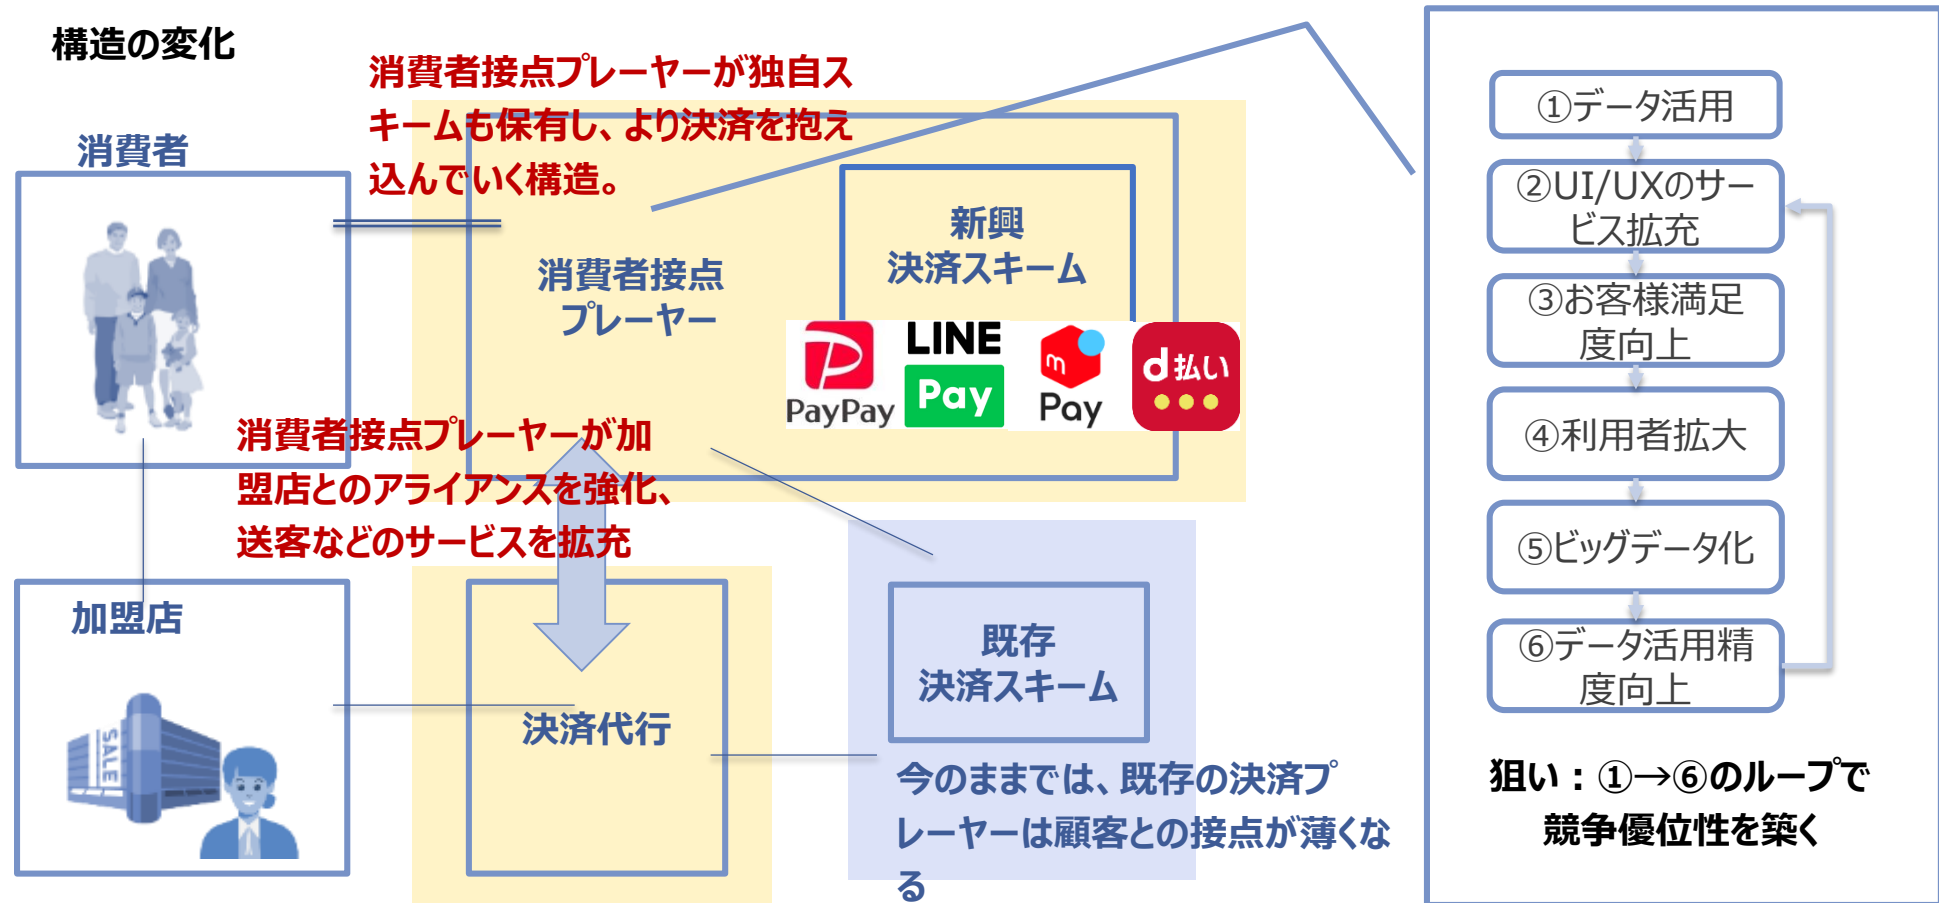 構造の変化
消費者接点プレーヤーが独自ス
キームも保有し、より決済を抱え
込んでいく構造。
消費者
消費者接点
プレーヤー
新興
決済スキーム
PayPay
LINE
Pay
m
Pay
d払い
消費者接点プレーヤーが加
盟店とのアライアンスを強化、
送客などのサービスを拡充
加盟店
SALE
決済代行
既存
決済スキーム
今のままでは、既存の決済プ
レーヤーは顧客との接点が薄くな
る
①データ活用
②UI/UXのサー
ビス拡充
③お客様満足
度向上
④利用者拡大
⑤ビッグデータ化
⑥データ活用精
度向上
狙い：①→⑥のループで
競争優位性を築く